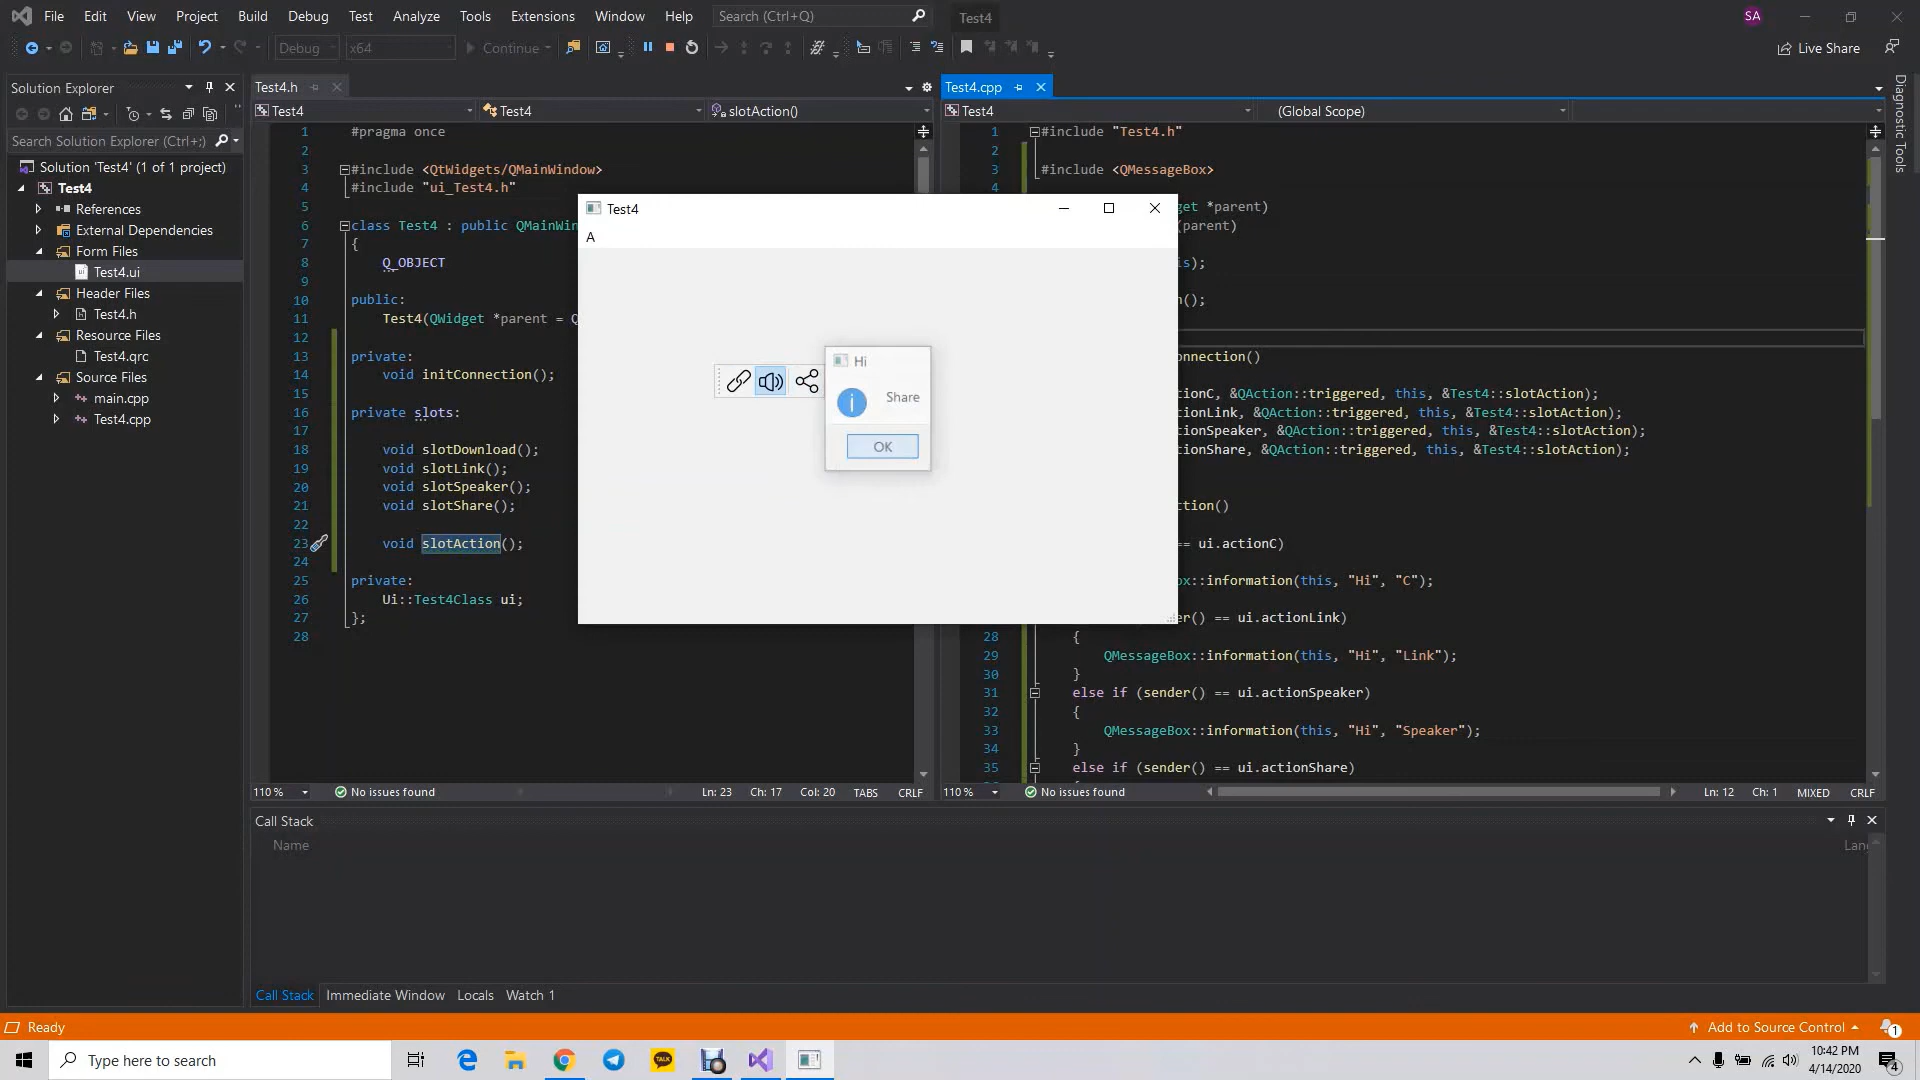 File Edit View Project Build Debug Test Analyze Tools Extensions Window Help Search (Ctrl+Q) Test4 SA
Debug x64 Continue Live Share
Solution Explorer
Search Solution Explorer (Ctrl+;)
Solution 'Test4' (1 of 1 project)
Test4
References
External Dependencies
Form Files
Test4.ui
Header Files
Test4.h
Resource Files
Test4.qrc
Source Files
main.cpp
Test4.cpp
Test4.h
Test4 Test4 slotAction()
1 #pragma once
2
3 #include <QtWidgets/QMainWindow>
4 #include "ui_Test4.h"
5
6 class Test4 : public QMainWin
7 {
8 Q_OBJECT
9
10 public:
11 Test4(QWidget *parent = Q
12
13 private:
14 void initConnection();
15
16 private slots:
17
18 void slotDownload();
19 void slotLink();
20 void slotSpeaker();
21 void slotShare();
22
23 void slotAction();
24
25 private:
26 Ui::Test4Class ui;
27 };
28
110 % No issues found Ln: 23 Ch: 17 Col: 20 TABS CRLF
Test4
A
Hi
Share
OK
Test4.cpp
Test4 (Global Scope)
1 #include "Test4.h"
2
3 #include <QMessageBox>
4
get *parent)
(parent)
is);
n();
onnection()
ionC, &QAction::triggered, this, &Test4::slotAction);
ionLink, &QAction::triggered, this, &Test4::slotAction);
ionSpeaker, &QAction::triggered, this, &Test4::slotAction);
ionShare, &QAction::triggered, this, &Test4::slotAction);
ction()
== ui.actionC)
ox::information(this, "Hi", "C");
er() == ui.actionLink)
28 {
29 QMessageBox::information(this, "Hi", "Link");
30 }
31 else if (sender() == ui.actionSpeaker)
32 {
33 QMessageBox::information(this, "Hi", "Speaker");
34 }
35 else if (sender() == ui.actionShare)
110 % No issues found Ln: 12 Ch: 1 MIXED CRLF
Diagnostic Tools
Call Stack
Name Lang
Call Stack Immediate Window Locals Watch 1
Ready Add to Source Control 1
Type here to search
TALK
10:42 PM
4/14/2020
4